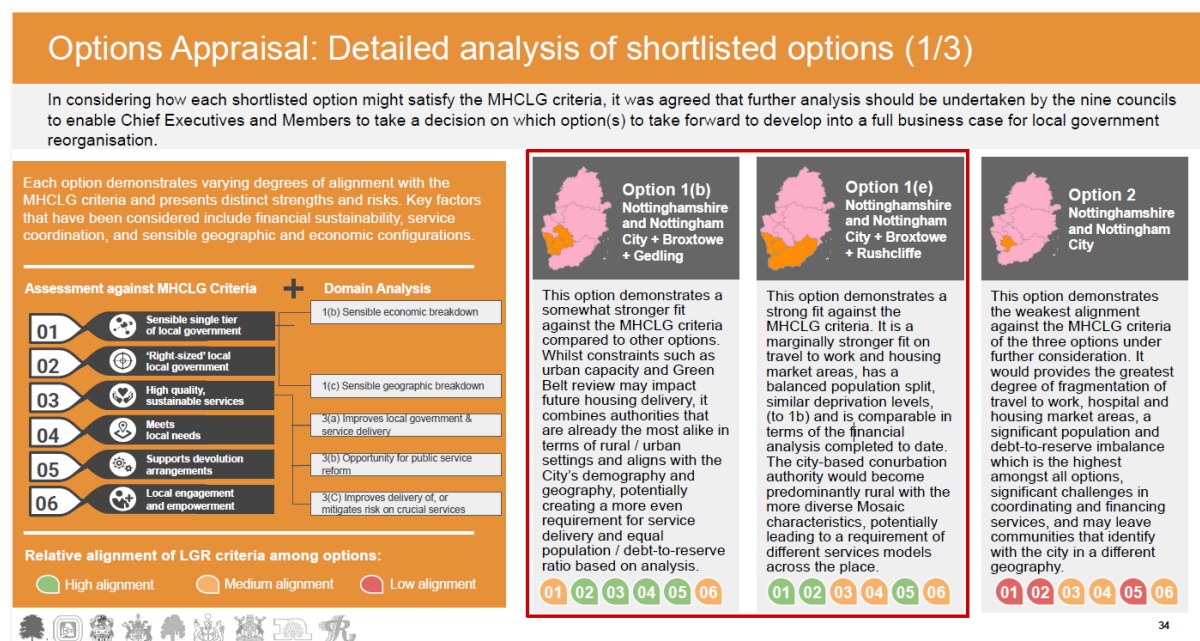 Options Appraisal: Detailed analysis of shortlisted options (1/3)
In considering how each shortlisted option might satisfy the MHCLG criteria, it was agreed that further analysis should be undertaken by the nine councils
to enable Chief Executives and Members to take a decision on which option(s) to take forward to develop into a full business case for local government
reorganisation.
Each option demonstrates varying degrees of alignment with the
MHCLG criteria and presents distinct strengths and risks. Key factors
that have been considered include financial sustainability, service
coordination, and sensible geographic and economic configurations.
Assessment against MHCLG Criteria
+
Domain Analysis
01
Sensible single tier
of local government
02
'Right-sized' local
local government
03
High quality,
sustainable services
04
Meets
local needs
05
Supports devolution
arrangements
06
Local engagement
and empowerment
1(b) Sensible economic breakdown
1(c) Sensible geographic breakdown
3(a) Improves local government &
service delivery
3(b) Opportunity for public service
reform
3(C) Improves delivery of, or
mitigates risk on crucial services
Relative alignment of LGR criteria among options:
High alignment
Medium alignment
Low alignment
Option 1(b)
Nottinghamshire
and Nottingham
City + Broxtowe
+ Gedling
This option demonstrates a
somewhat stronger fit
against the MHCLG criteria
compared to other options.
Whilst constraints such as
urban capacity and Green
Belt review may impact
future housing delivery, it
combines authorities that
are already the most alike in
terms of rural / urban
settings and aligns with the
City's demography and
geography, potentially
creating a more even
requirement for service
delivery and equal
population / debt-to-reserve
ratio based on analysis.
01 02 03 04 05 06
Option 1(e)
Nottinghamshire
and Nottingham
City + Broxtowe
+ Rushcliffe
This option demonstrates a
strong fit against the
MHCLG criteria. It is a
marginally stronger fit on
travel to work and housing
market areas, has a
balanced population split,
similar deprivation levels,
(to 1b) and is comparable in
terms of the financial
analysis completed to date.
The city-based conurbation
authority would become
predominantly rural with the
more diverse Mosaic
characteristics, potentially
leading to a requirement of
different services models
across the place.
01 02 03 04 05 06
Option 2
Nottinghamshire
and Nottingham
City
This option demonstrates
the weakest alignment
against the MHCLG criteria
of the three options under
further consideration. It
would provides the greatest
degree of fragmentation of
travel to work, hospital and
housing market areas, a
significant population and
debt-to-reserve imbalance
which is the highest
amongst all options,
significant challenges in
coordinating and financing
services, and may leave
communities that identify
with the city in a different
geography.
01 02 03 04 05 06
34